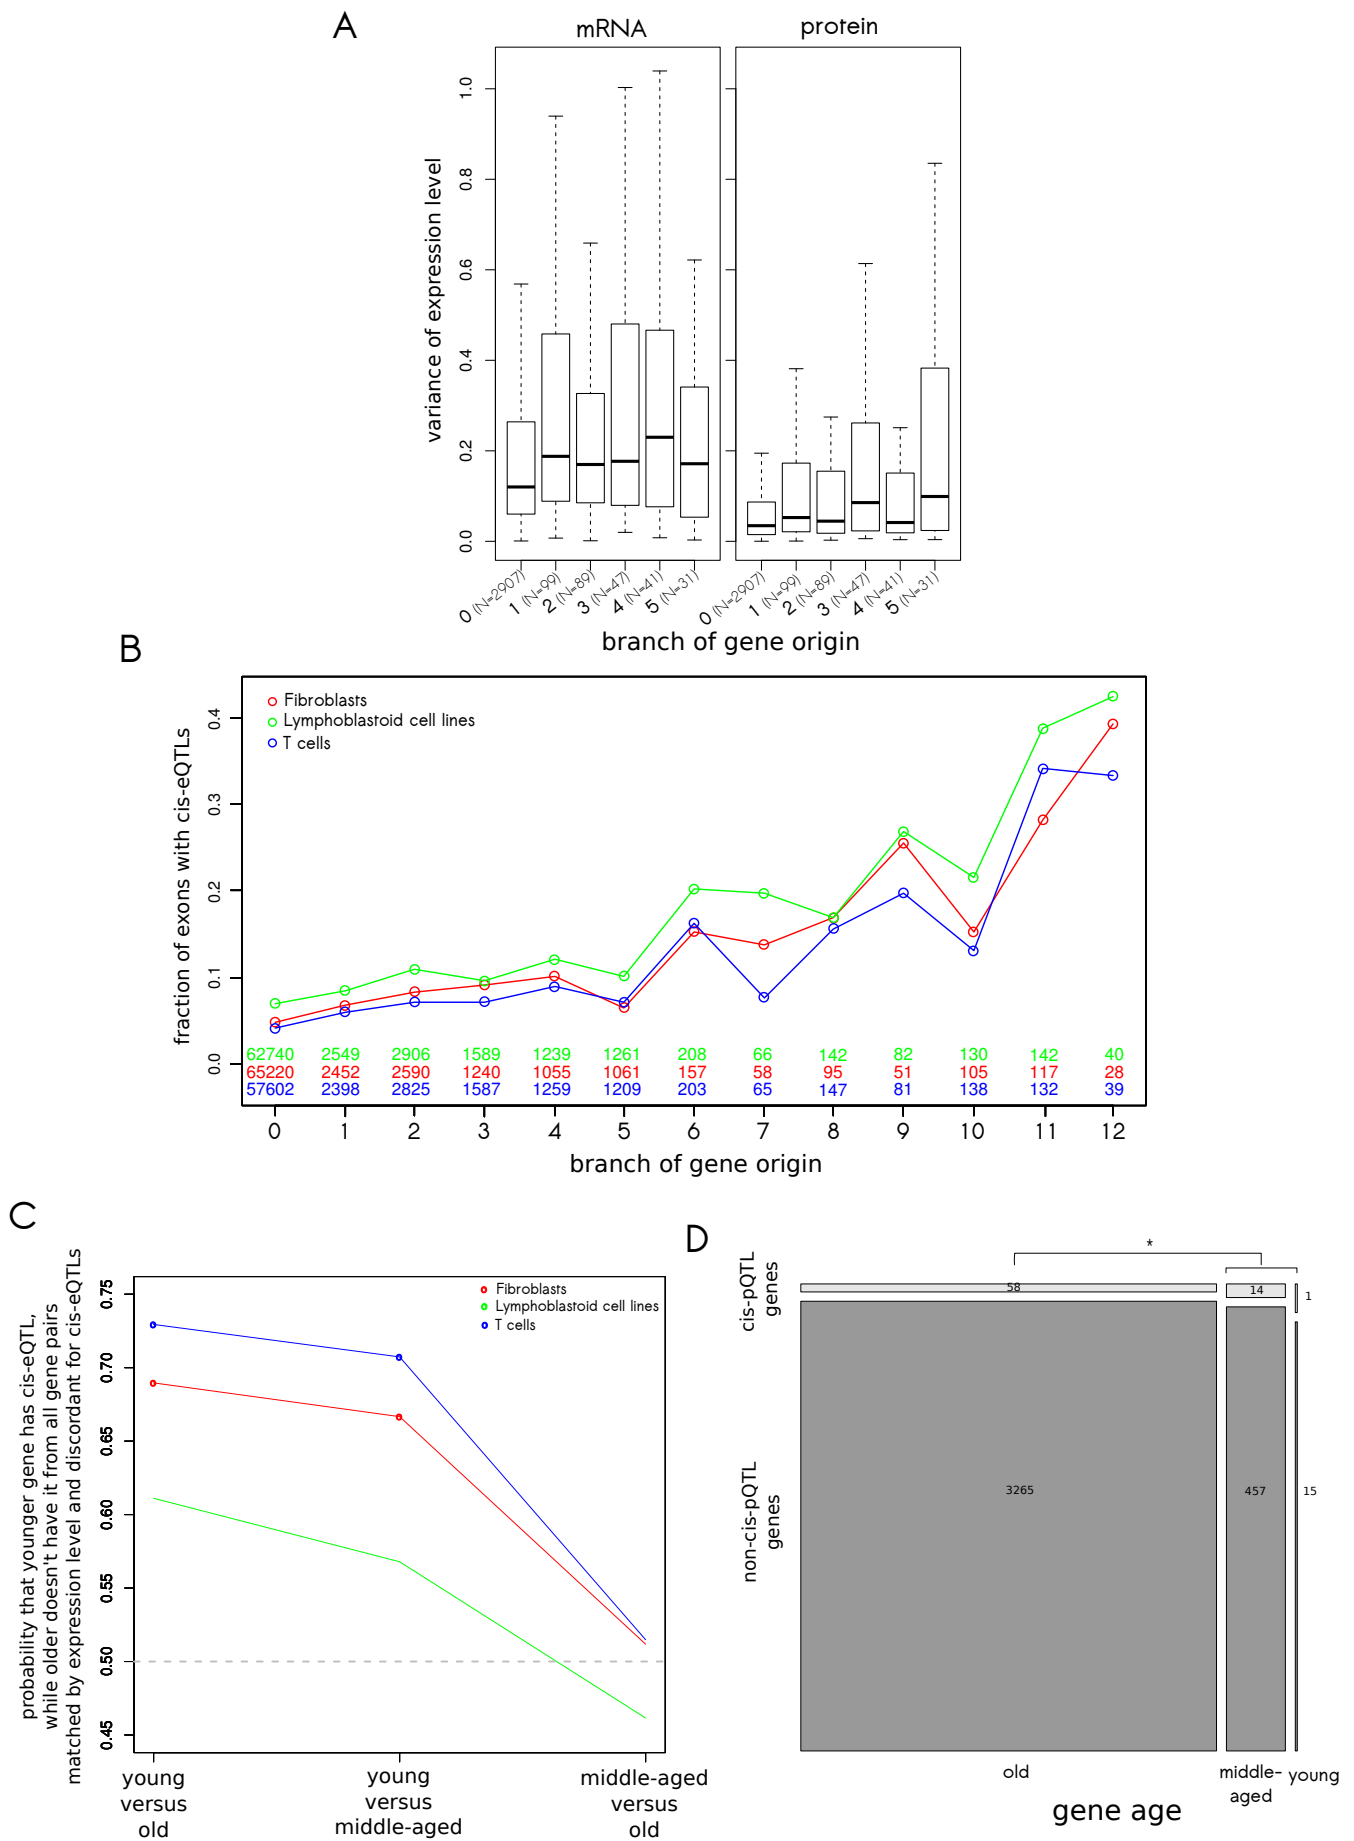 A
mRNA
protein
variance of expression level
1.0
0.8
0.6
0.4
0.2
0.0
0 (N=2907)
1 (N=99)
2 (N=89)
3 (N=47)
4 (N=41)
5 (N=31)
0 (N=2907)
1 (N=99)
2 (N=89)
3 (N=47)
4 (N=41)
5 (N=31)
branch of gene origin
B
Fibroblasts
Lymphoblastoid cell lines
T cells
fraction of exons with cis-eQTLs
0.4
0.3
0.2
0.1
0.0
62740 2549 2906 1589 1239 1261 208 66 142 82 130 142 40
65220 2452 2590 1240 1055 1061 157 58 95 51 105 117 28
57602 2398 2825 1587 1259 1209 203 65 147 81 138 132 39
0 1 2 3 4 5 6 7 8 9 10 11 12
branch of gene origin
C
probability that younger gene has cis-eQTL,
while older doesn't have it from all gene pairs
matched by expression level and discordant for cis-eQTLs
0.75
0.70
0.65
0.60
0.55
0.50
0.45
Fibroblasts
Lymphoblastoid cell lines
T cells
young
versus
old
young
versus
middle-aged
middle-aged
versus
old
D
*
cis-pQTL
genes
58
14
1
non-cis-pQTL
genes
3265
457
15
old
middle-
aged
young
gene age